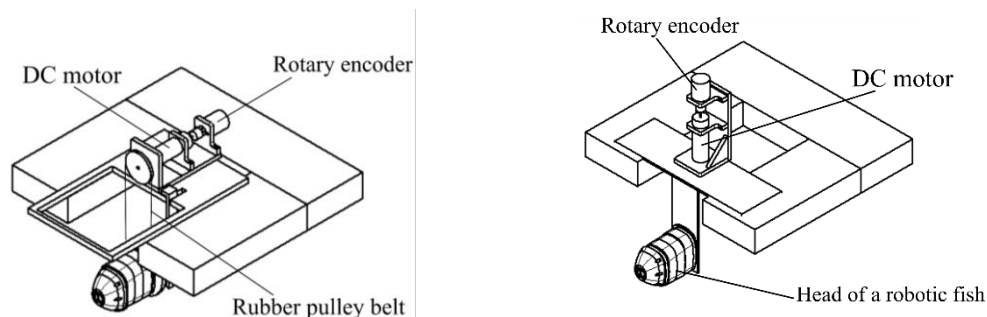 DC motor
Rotary encoder
Rubber pulley belt
Rotary encoder
DC motor
Head of a robotic fish